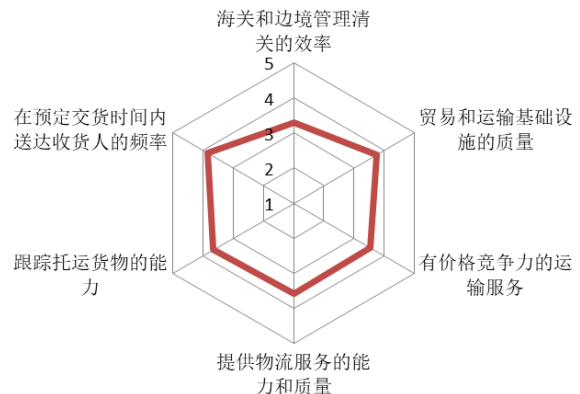 海关和边境管理清
关的效率
5
4
3
2
1
贸易和运输基础设
施的质量
有价格竞争力的运
输服务
提供物流服务的能
力和质量
跟踪托运货物的能
力
在预定交货时间内
送达收货人的频率